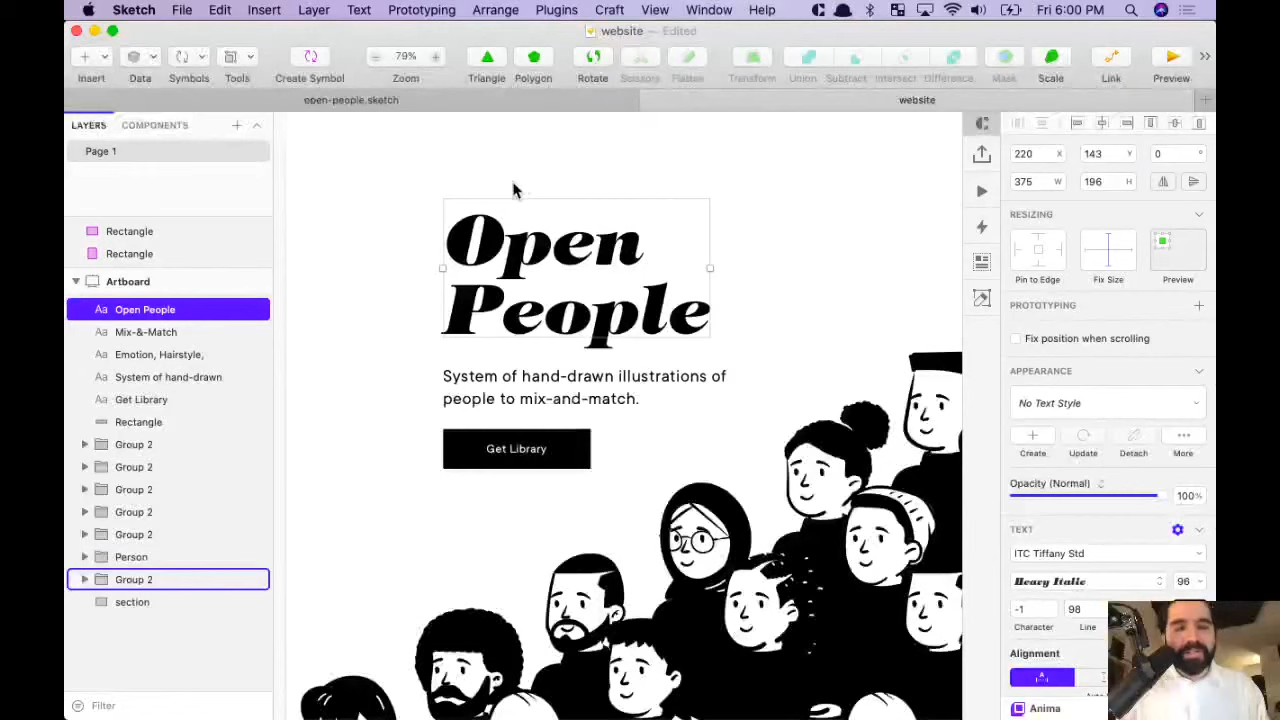 Sketch File Edit Insert Layer Text Prototyping Arrange Plugins Craft View Window Help Fri 6:00 PM
website — Edited
79%
Insert Data Symbols Tools Create Symbol Zoom Triangle Polygon Rotate Scissors Flatten Transform Union Subtract Intersect Difference Mask Scale Link Preview
open-people.sketch website
LAYERS COMPONENTS
Page 1
Rectangle
Rectangle
Artboard
Aa Open People
Aa Mix-&-Match
Aa Emotion, Hairstyle,
Aa System of hand-drawn
Aa Get Library
Rectangle
Group 2
Group 2
Group 2
Group 2
Group 2
Person
Group 2
section
Filter
Open
People
System of hand-drawn illustrations of
people to mix-and-match.
Get Library
220 X 143 Y 0 °
375 W 196 H
RESIZING
Pin to Edge Fix Size Preview
PROTOTYPING
Fix position when scrolling
APPEARANCE
No Text Style
Create Update Detach More
Opacity (Normal) 100%
TEXT
ITC Tiffany Std
Heavy Italic 96
-1 98
Character Line
Alignment
A
Anima